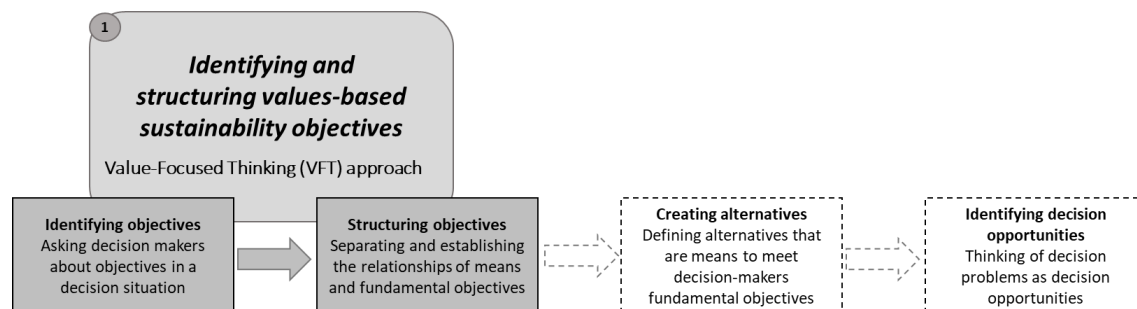 1
Identifying and
structuring values-based
sustainability objectives
Value-Focused Thinking (VFT) approach
Identifying objectives
Asking decision makers
about objectives in a
decision situation
Structuring objectives
Separating and establishing
the relationships of means
and fundamental objectives
Creating alternatives
Defining alternatives that
are means to meet
decision-makers
fundamental objectives
Identifying decision
opportunities
Thinking of decision
problems as decision
opportunities